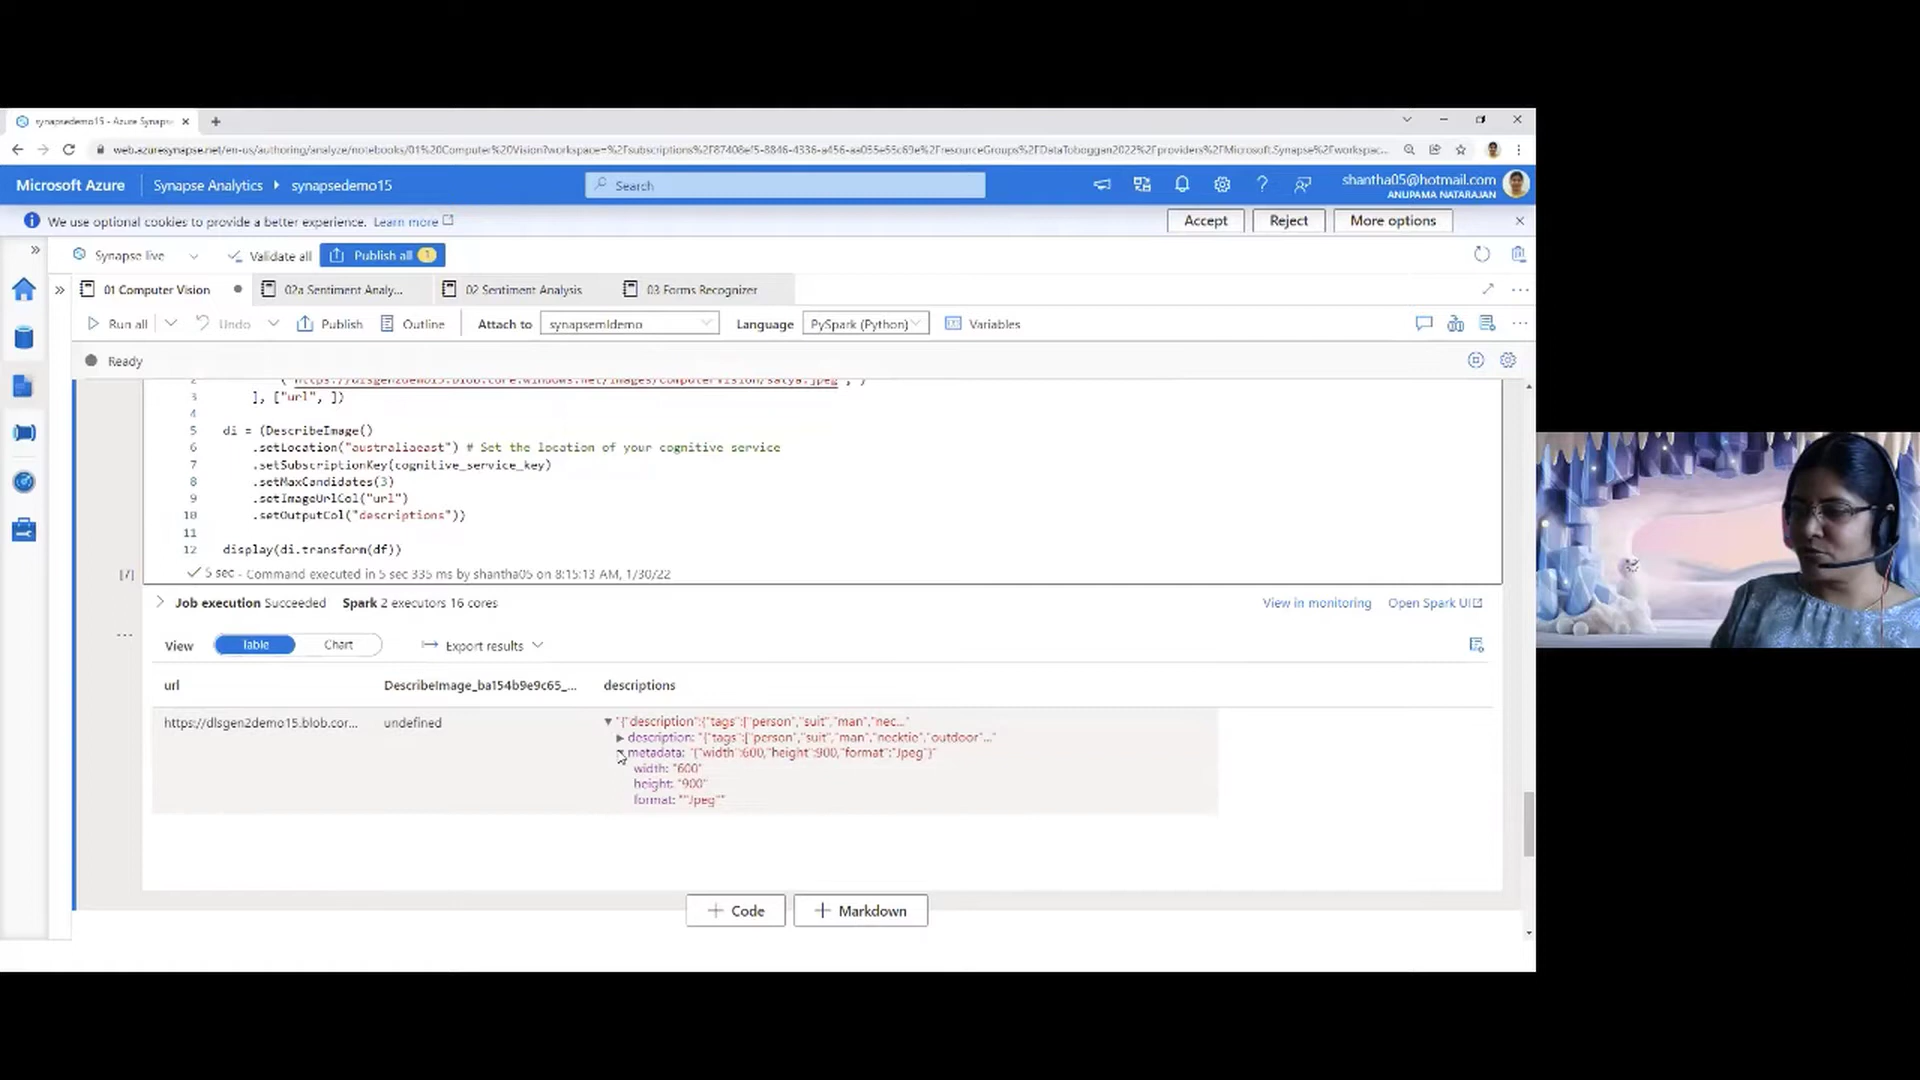 synapsedemo15 - Azure Synaps
Microsoft Azure
Synapse Analytics
synapsedemo15
Search
shantha05@hotmail.com
ANUPAMA NATARAJAN
We use optional cookies to provide a better experience. Learn more
Accept
Reject
More options
Synapse live
Validate all
Publish all 1
01 Computer Vision
02a Sentiment Analy...
02 Sentiment Analysis
03 Forms Recognizer
Run all
Undo
Publish
Outline
Attach to
synapsemldemo
Language
PySpark (Python)
Variables
Ready
3 ], ["url", ])
4
5 di = (DescribeImage()
6 .setLocation("australiaeast") # Set the location of your cognitive service
7 .setSubscriptionKey(cognitive_service_key)
8 .setMaxCandidates(3)
9 .setImageUrlCol("url")
10 .setOutputCol("descriptions"))
11
12 display(di.transform(df))
[7]
5 sec - Command executed in 5 sec 335 ms by shantha05 on 8:15:13 AM, 1/30/22
Job execution Succeeded Spark 2 executors 16 cores
View in monitoring
Open Spark UI
View
Table
Chart
Export results
url
DescribeImage_ba154b9e9c65_...
descriptions
https://dlsgen2demo15.blob.cor...
undefined
"{"description":{"tags":["person","suit","man","nec..."
description: "{"tags":["person","suit","man","necktie","outdoor"..."
metadata: "{"width":600,"height":900,"format":"Jpeg"}"
width: "600"
height: "900"
format: ""Jpeg""
+ Code
+ Markdown